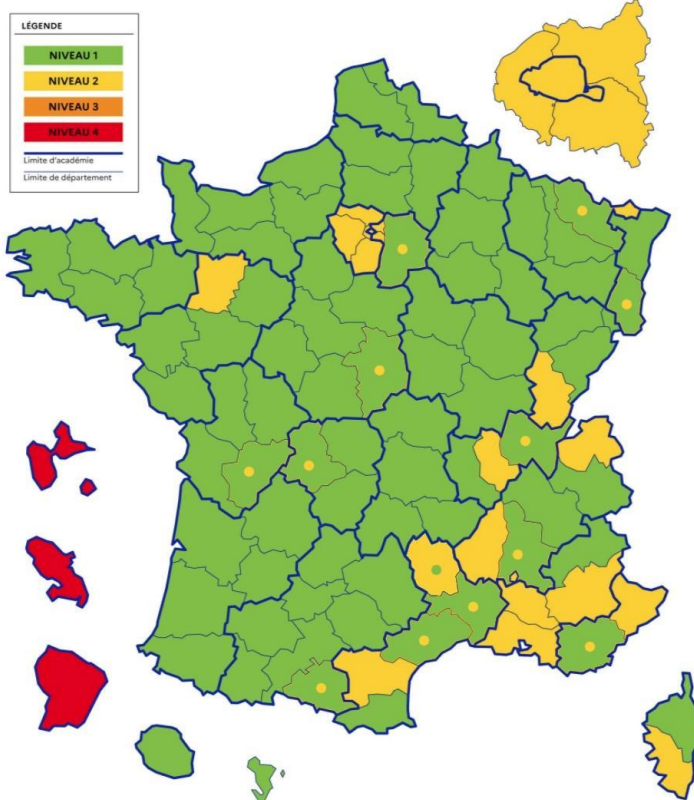 LÉGENDE
NIVEAU 1
NIVEAU 2
NIVEAU 3
NIVEAU 4
Limite d'académie
Limite de département